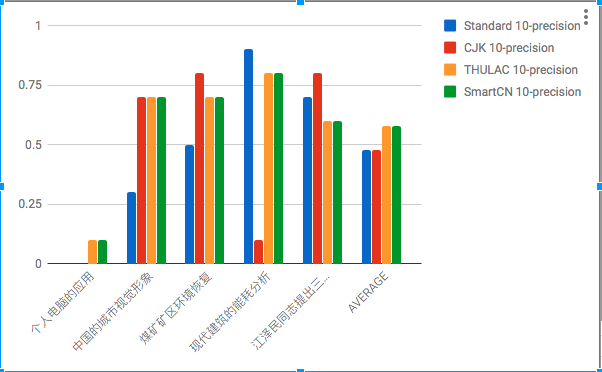 1
0.75
0.5
0.25
0
个人电脑的应用
中国的城市视觉形象
煤矿矿区环境恢复
现代建筑的能耗分析
江泽民同志提出三...
AVERAGE
Standard 10-precision
CJK 10-precision
THULAC 10-precision
SmartCN 10-precision